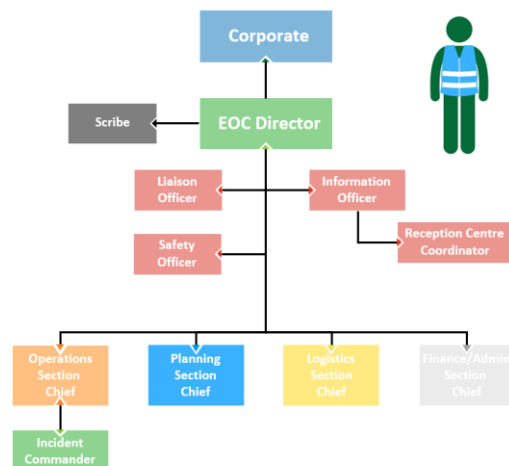 Corporate
Scribe
EOC Director
Liaison
Officer
Information
Officer
Safety
Officer
Reception Centre
Coordinator
Operations
Section
Chief
Planning
Section
Chief
Logistics
Section
Chief
Finance/Admin
Section
Chief
Incident
Commander